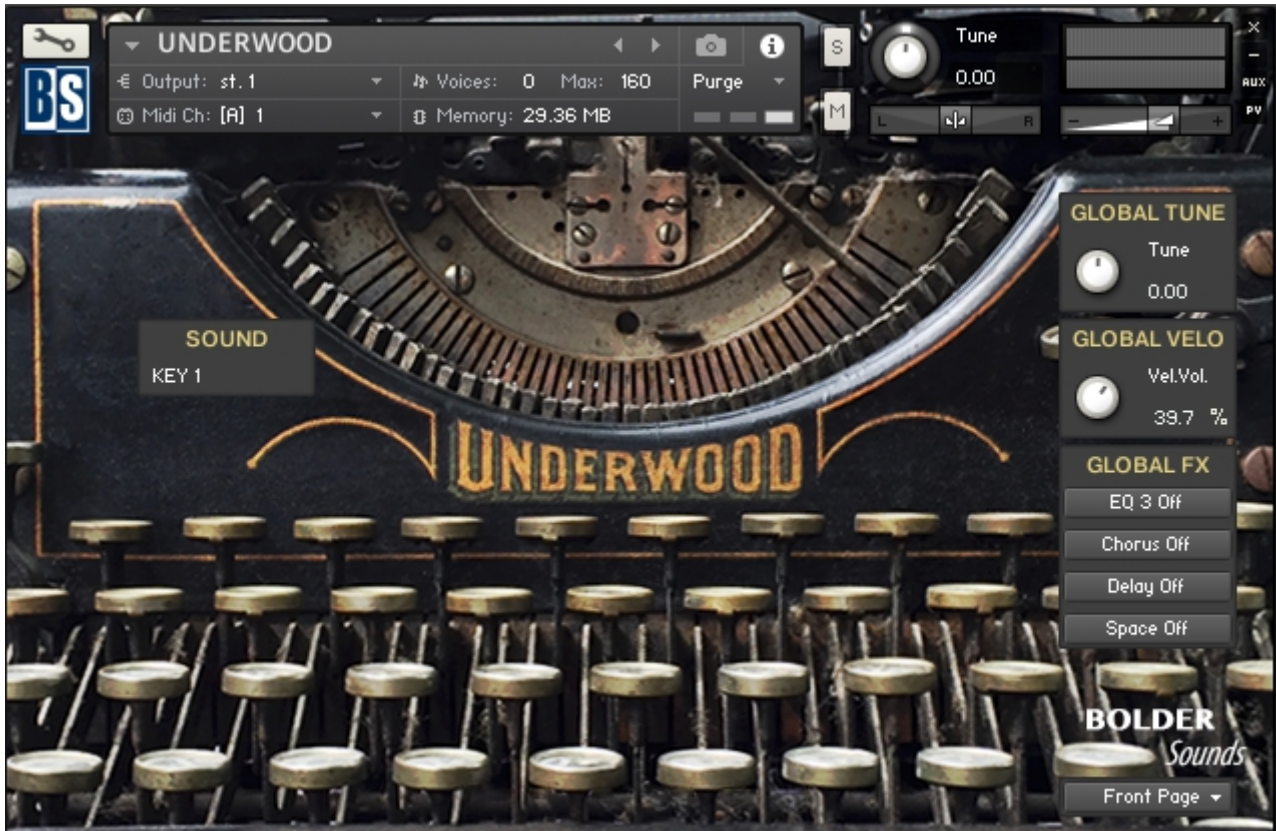 UNDERWOOD
S
Tune
0.00
X
AUX
PV
BS
Output: st.1
Voices: 0 Max: 160
Purge
Midi Ch: [A] 1
Memory: 29.36 MB
M
L
R
- +
GLOBAL TUNE
Tune
0.00
SOUND
KEY 1
GLOBAL VELO
Vel.Vol.
39.7 %
UNDERWOOD
GLOBAL FX
EQ 3 Off
Chorus Off
Delay Off
Space Off
BOLDER
Sounds
Front Page